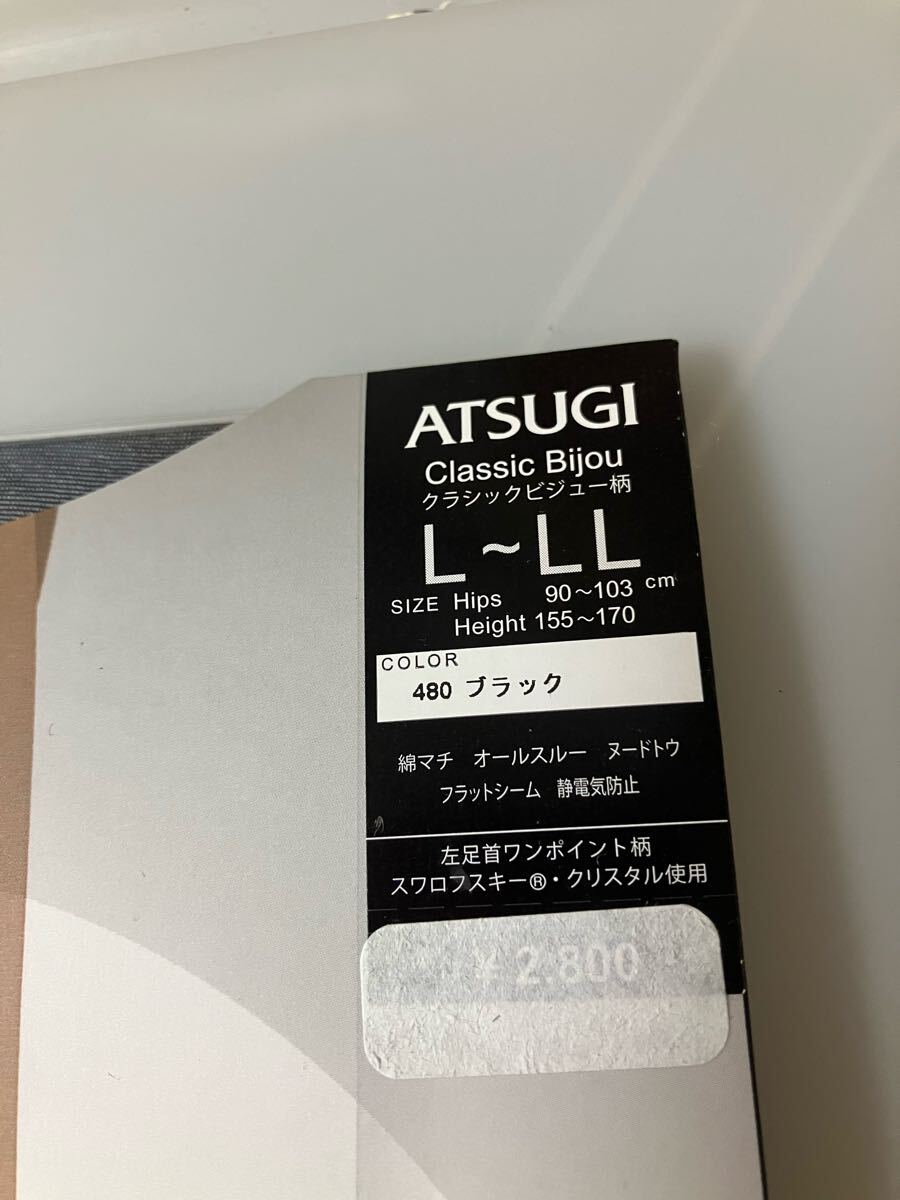 ATSUGI
Classic Bijou
クラシックビジュー柄
L~LL
SIZE Hips 90~103 cm
Height 155~170
COLOR
480 ブラック
綿マチ オールスルー ヌードトウ
フラットシーム 静電気防止
左足首ワンポイント柄
スワロフスキー®・クリスタル使用
¥2,800